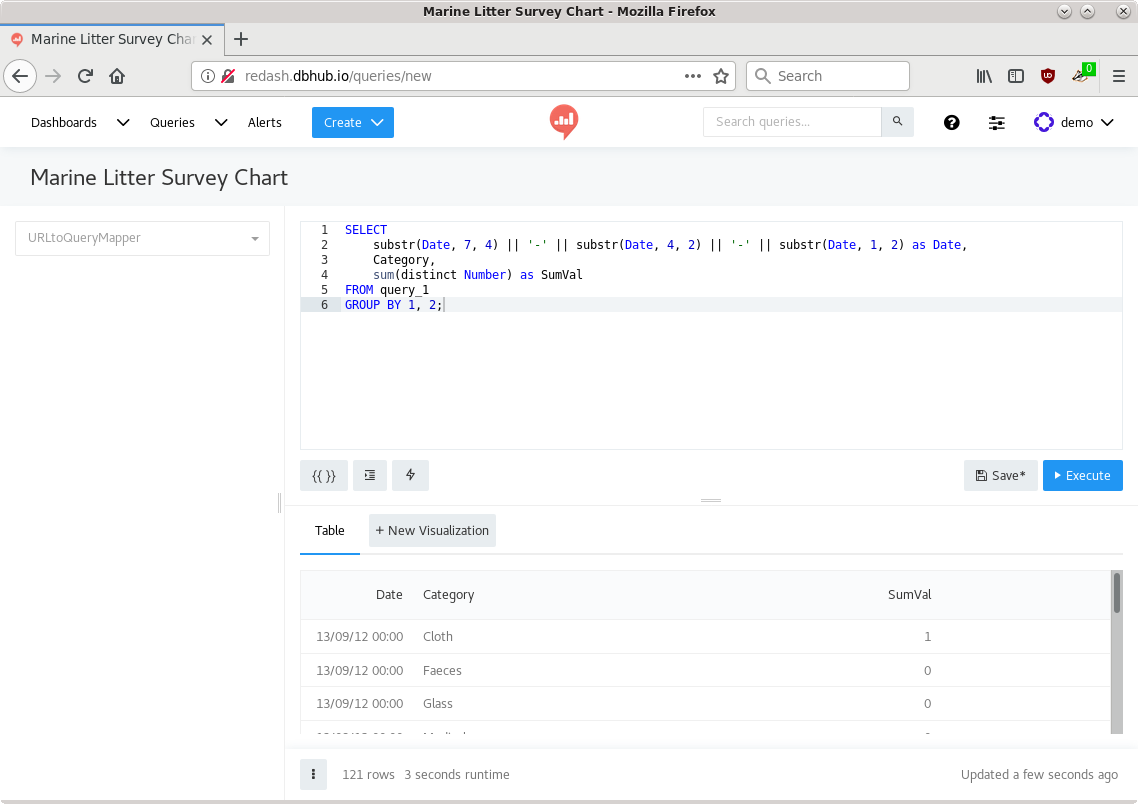 Marine Litter Survey Chart - Mozilla Firefox
Marine Litter Survey Cha
redash.dbhub.io/queries/new
Search
0
Dashboards
Queries
Alerts
Create
Search queries...
demo
Marine Litter Survey Chart
URLtoQueryMapper
1 SELECT
2 substr(Date, 7, 4) || '-' || substr(Date, 4, 2) || '-' || substr(Date, 1, 2) as Date,
3 Category,
4 sum(distinct Number) as SumVal
5 FROM query_1
6 GROUP BY 1, 2;
{{ }}
Save*
Execute
Table
+ New Visualization
Date Category SumVal
13/09/12 00:00 Cloth 1
13/09/12 00:00 Faeces 0
13/09/12 00:00 Glass 0
121 rows 3 seconds runtime
Updated a few seconds ago